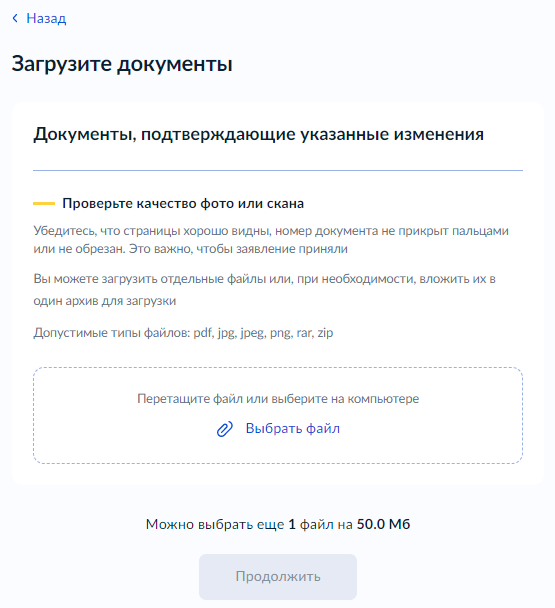 Назад
Загрузите документы
Документы, подтверждающие указанные изменения
Проверьте качество фото или скана
Убедитесь, что страницы хорошо видны, номер документа не прикрыт пальцами
или не обрезан. Это важно, чтобы заявление приняли
Вы можете загрузить отдельные файлы или, при необходимости, вложить их в
один архив для загрузки
Допустимые типы файлов: pdf, jpg, jpeg, png, rar, zip
Перетащите файл или выберите на компьютере
Выбрать файл
Можно выбрать еще 1 файл на 50.0 Мб
Продолжить